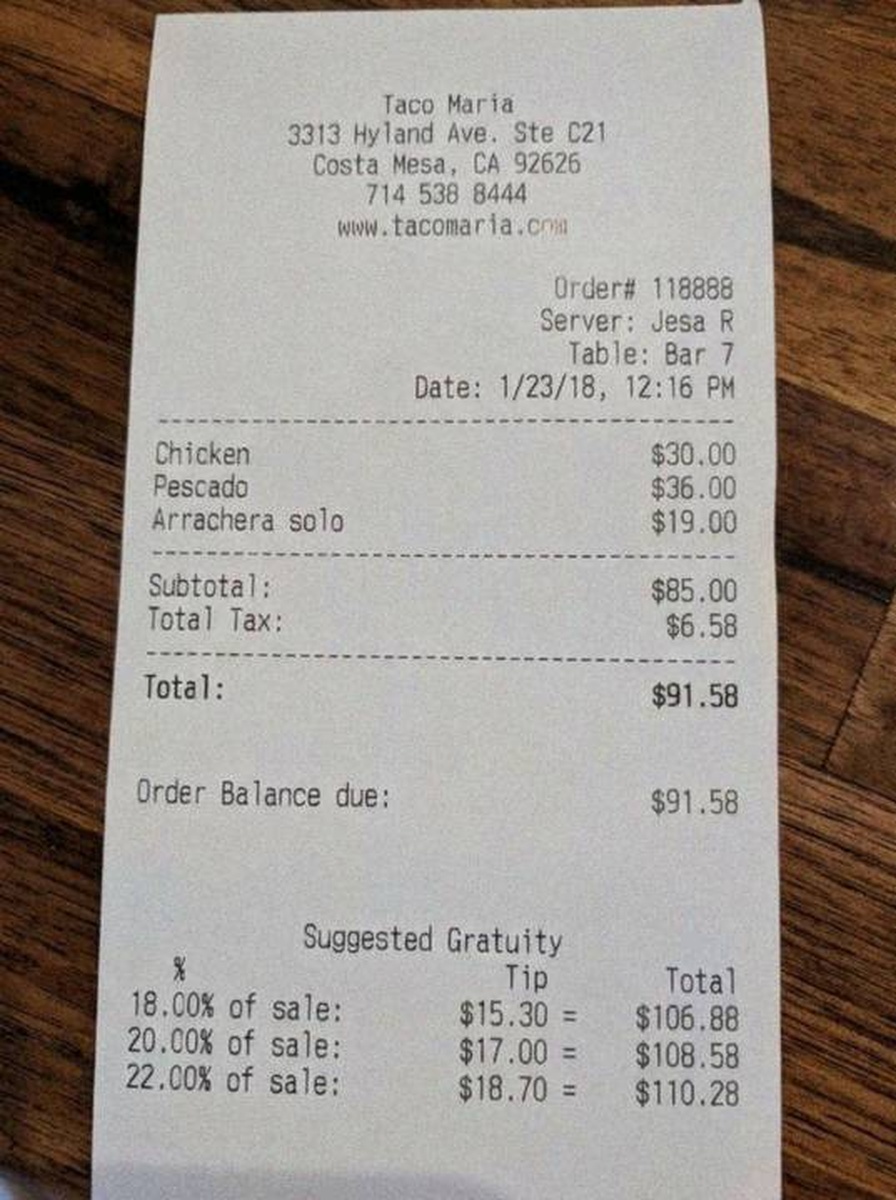 Taco Maria
3313 Hyland Ave. Ste C21
Costa Mesa, CA 92626
714 538 8444
www.tacomaria.com
Order# 118888
Server: Jesa R
Table: Bar 7
Date: 1/23/18, 12:16 PM
Chicken $30.00
Pescado $36.00
Arrachera solo $19.00
Subtotal: $85.00
Total Tax: $6.58
Total: $91.58
Order Balance due: $91.58
Suggested Gratuity
% Tip Total
18.00% of sale: $15.30 = $106.88
20.00% of sale: $17.00 = $108.58
22.00% of sale: $18.70 = $110.28